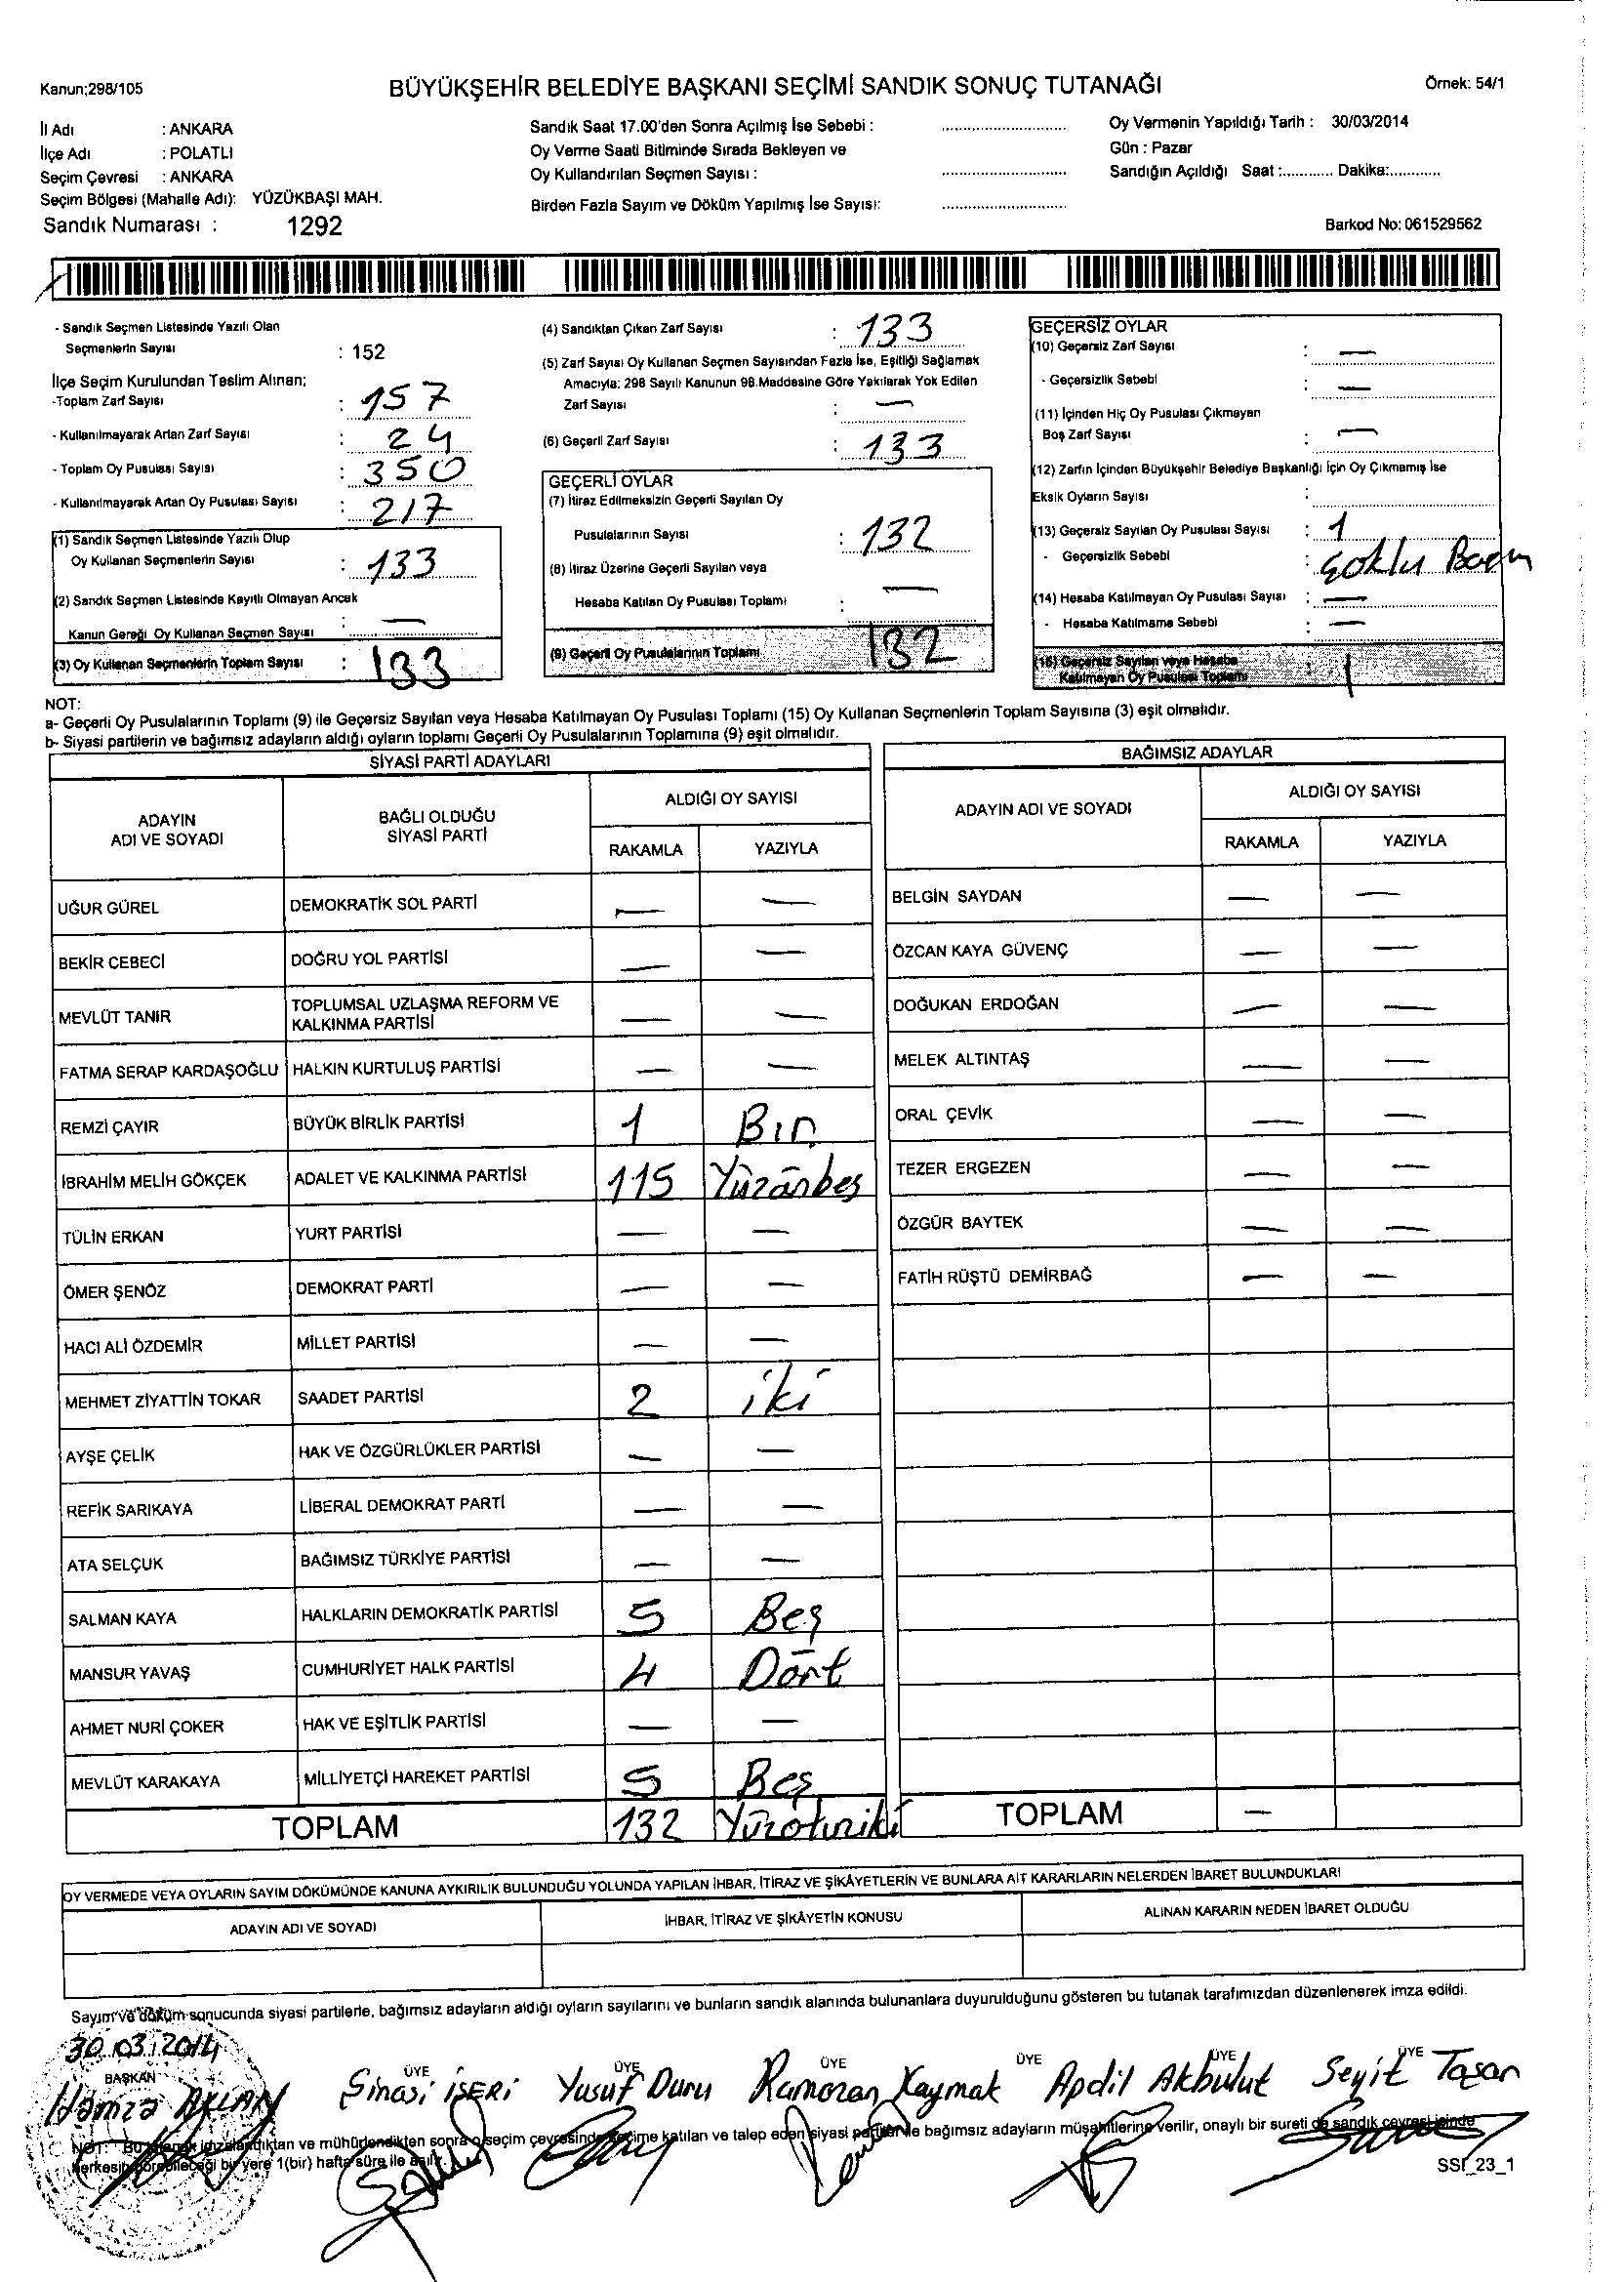 Kanun;298/105
BÜYÜKŞEHİR BELEDİYE BAŞKANI SEÇİMİ SANDIK SONUÇ TUTANAĞI
Örnek: 54/1
İl Adı : ANKARA
İlçe Adı : POLATLI
Seçim Çevresi : ANKARA
Seçim Bölgesi (Mahalle Adı): YÜZÜKBAŞI MAH.
Sandık Numarası : 1292
Sandık Saat 17.00'den Sonra Açılmış İse Sebebi :
Oy Verme Saati Bitiminde Sırada Bekleyen ve
Oy Kullandırılan Seçmen Sayısı :
Birden Fazla Sayım ve Döküm Yapılmış İse Sayısı:
Oy Vermenin Yapıldığı Tarih : 30/03/2014
Gün : Pazar
Sandığın Açıldığı Saat :............ Dakika:............
Barkod No: 061529562
- Sandık Seçmen Listesinde Yazılı Olan
Seçmenlerin Sayısı : 152
İlçe Seçim Kurulundan Teslim Alınan;
-Toplam Zarf Sayısı : 157
- Kullanılmayarak Artan Zarf Sayısı : 24
- Toplam Oy Pusulası Sayısı : 350
- Kullanılmayarak Artan Oy Pusulası Sayısı : 217
(1) Sandık Seçmen Listesinde Yazılı Olup
Oy Kullanan Seçmenlerin Sayısı : 133
(2) Sandık Seçmen Listesinde Kayıtlı Olmayan Ancak
Kanun Gereği Oy Kullanan Seçmen Sayısı : —
(3) Oy Kullanan Seçmenlerin Toplam Sayısı : 133
(4) Sandıktan Çıkan Zarf Sayısı : 133
(5) Zarf Sayısı Oy Kullanan Seçmen Sayısından Fazla İse, Eşitliği Sağlamak
Amacıyla: 298 Sayılı Kanunun 98.Maddesine Göre Yakılarak Yok Edilen
Zarf Sayısı : —
(6) Geçerli Zarf Sayısı : 133
GEÇERLİ OYLAR
(7) İtiraz Edilmeksizin Geçerli Sayılan Oy
Pusulalarının Sayısı : 132
(8) İtiraz Üzerine Geçerli Sayılan veya
Hesaba Katılan Oy Pusulası Toplamı : —
(9) Geçerli Oy Pusulalarının Toplamı 132
GEÇERSİZ OYLAR
(10) Geçersiz Zarf Sayısı : —
- Geçersizlik Sebebi : —
(11) İçinden Hiç Oy Pusulası Çıkmayan
Boş Zarf Sayısı : —
(12) Zarfın İçinden Büyükşehir Belediye Başkanlığı İçin Oy Çıkmamış İse
Eksik Oyların Sayısı :
(13) Geçersiz Sayılan Oy Pusulası Sayısı : 1
- Geçersizlik Sebebi : Çoklu
(14) Hesaba Katılmayan Oy Pusulası Sayısı : —
- Hesaba Katılmama Sebebi : —
(15) Geçersiz Sayılan veya Hesaba
Katılmayan Oy Pusulası Toplamı : 1
NOT:
a- Geçerli Oy Pusulalarının Toplamı (9) ile Geçersiz Sayılan veya Hesaba Katılmayan Oy Pusulası Toplamı (15) Oy Kullanan Seçmenlerin Toplam Sayısına (3) eşit olmalıdır.
b- Siyasi partilerin ve bağımsız adayların aldığı oyların toplamı Geçerli Oy Pusulalarının Toplamına (9) eşit olmalıdır.
SİYASİ PARTİ ADAYLARI
ADAYIN ADI VE SOYADI
BAĞLI OLDUĞU SİYASİ PARTİ
ALDIĞI OY SAYISI
RAKAMLA YAZIYLA
UĞUR GÜREL DEMOKRATİK SOL PARTİ — —
BEKİR ÇEBECİ DOĞRU YOL PARTİSİ — —
MEVLÜT TANIR TOPLUMSAL UZLAŞMA REFORM VE KALKINMA PARTİSİ — —
FATMA SERAP KARDAŞOĞLU HALKIN KURTULUŞ PARTİSİ — —
REMZİ ÇAYIR BÜYÜK BİRLİK PARTİSİ 1 Bır
İBRAHİM MELİH GÖKÇEK ADALET VE KALKINMA PARTİSİ 115 Yüzönbeş
TÜLİN ERKAN YURT PARTİSİ — —
ÖMER ŞENÖZ DEMOKRAT PARTİ — —
HACI ALİ ÖZDEMİR MİLLET PARTİSİ — —
MEHMET ZİYATTİN TOKAR SAADET PARTİSİ 2 iki
AYŞE ÇELİK HAK VE ÖZGÜRLÜKLER PARTİSİ — —
REFİK SARIKAYA LİBERAL DEMOKRAT PARTİ — —
ATA SELÇUK BAĞIMSIZ TÜRKİYE PARTİSİ — —
SALMAN KAYA HALKLARIN DEMOKRATİK PARTİSİ 5 Beş
MANSUR YAVAŞ CUMHURİYET HALK PARTİSİ 4 Dört
AHMET NURİ ÇOKER HAK VE EŞİTLİK PARTİSİ — —
MEVLÜT KARAKAYA MİLLİYETÇİ HAREKET PARTİSİ 5 Beş
TOPLAM 132 Yüzotuziki
BAĞIMSIZ ADAYLAR
ADAYIN ADI VE SOYADI
ALDIĞI OY SAYISI
RAKAMLA YAZIYLA
BELGİN SAYDAN — —
ÖZCAN KAYA GÜVENÇ — —
DOĞUKAN ERDOĞAN — —
MELEK ALTINTAŞ — —
ORAL ÇEVİK — —
TEZER ERGEZEN — —
ÖZGÜR BAYTEK — —
FATİH RÜŞTÜ DEMİRBAĞ — —
TOPLAM —
OY VERMEDE VEYA OYLARIN SAYIM DÖKÜMÜNDE KANUNA AYKIRILIK BULUNDUĞU YOLUNDA YAPILAN İHBAR, İTİRAZ VE ŞİKÂYETLERİN VE BUNLARA AİT KARARLARIN NELERDEN İBARET BULUNDUKLARI
ADAYIN ADI VE SOYADI
İHBAR, İTİRAZ VE ŞİKÂYETİN KONUSU
ALINAN KARARIN NEDEN İBARET OLDUĞU
Sayım ve döküm sonucunda siyasi partilerle, bağımsız adayların aldığı oyların sayılarını ve bunların sandık alanında bulunanlara duyurulduğunu gösteren bu tutanak tarafımızdan düzenlenerek imza edildi.
30.03.2014
BAŞKAN ÜYE ÜYE ÜYE ÜYE ÜYE ÜYE
Hamza Sinasi İŞERİ Yusuf Duru Ramazan Kaymak Apdil Akbulut Seyit Taşan
NOT: Bu tutanak imzalandıktan ve mühürlendikten sonra o seçim çevresinde seçime katılan ve talep eden siyasi partiler ile bağımsız adayların müşahitlerine verilir, onaylı bir sureti de sandık çevresi içinde
herkesin görebileceği bir yere 1(bir) hafta süre ile asılır.
SSI_23_1